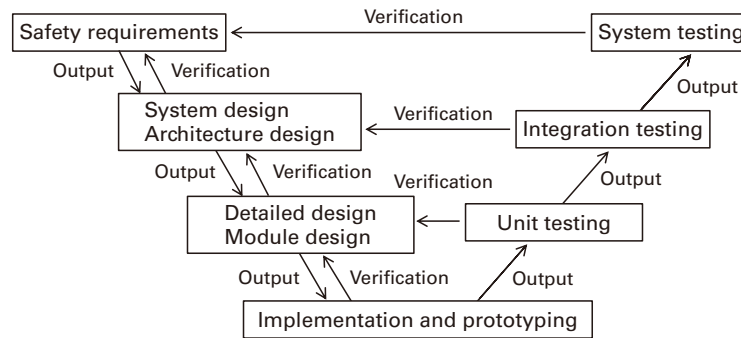 Verification
Safety requirements
System testing
Output
Verification
Output
System design
Architecture design
Verification
Integration testing
Output
Verification
Verification
Output
Detailed design
Module design
Unit testing
Output
Verification
Output
Implementation and prototyping